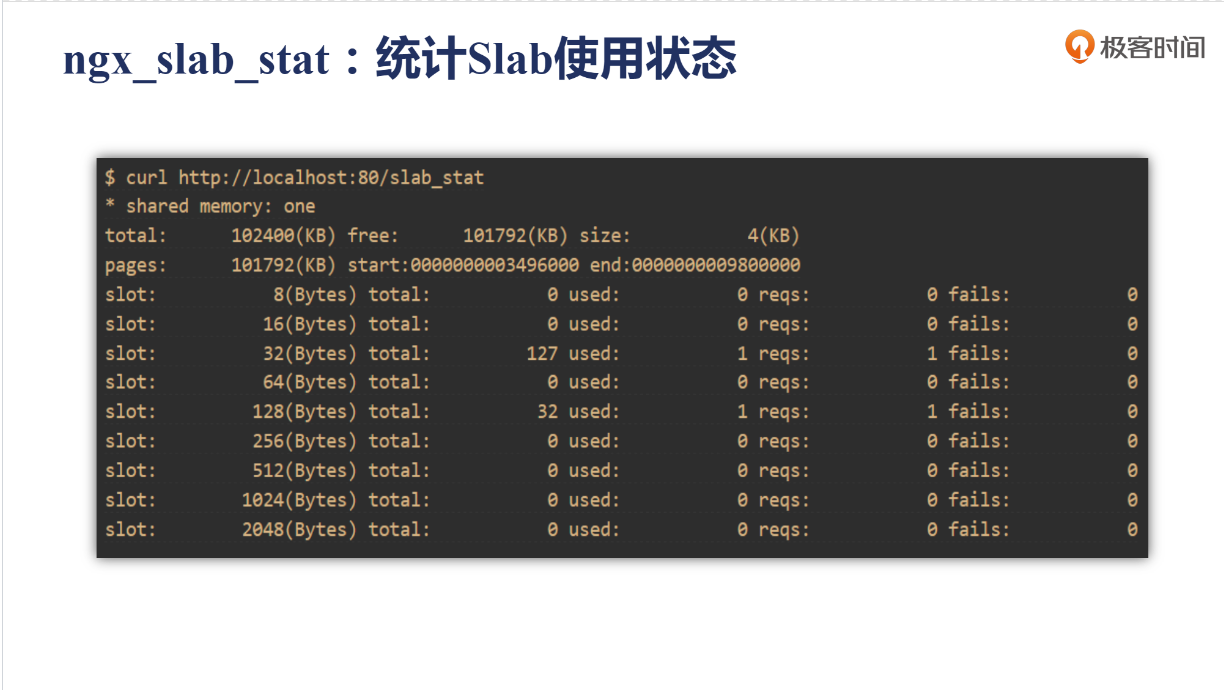 ngx_slab_stat：统计Slab使用状态
极客时间
$ curl http://localhost:80/slab_stat
* shared memory: one
total: 102400(KB) free: 101792(KB) size: 4(KB)
pages: 101792(KB) start:0000000003496000 end:0000000009800000
slot: 8(Bytes) total: 0 used: 0 reqs: 0 fails: 0
slot: 16(Bytes) total: 0 used: 0 reqs: 0 fails: 0
slot: 32(Bytes) total: 127 used: 1 reqs: 1 fails: 0
slot: 64(Bytes) total: 0 used: 0 reqs: 0 fails: 0
slot: 128(Bytes) total: 32 used: 1 reqs: 1 fails: 0
slot: 256(Bytes) total: 0 used: 0 reqs: 0 fails: 0
slot: 512(Bytes) total: 0 used: 0 reqs: 0 fails: 0
slot: 1024(Bytes) total: 0 used: 0 reqs: 0 fails: 0
slot: 2048(Bytes) total: 0 used: 0 reqs: 0 fails: 0